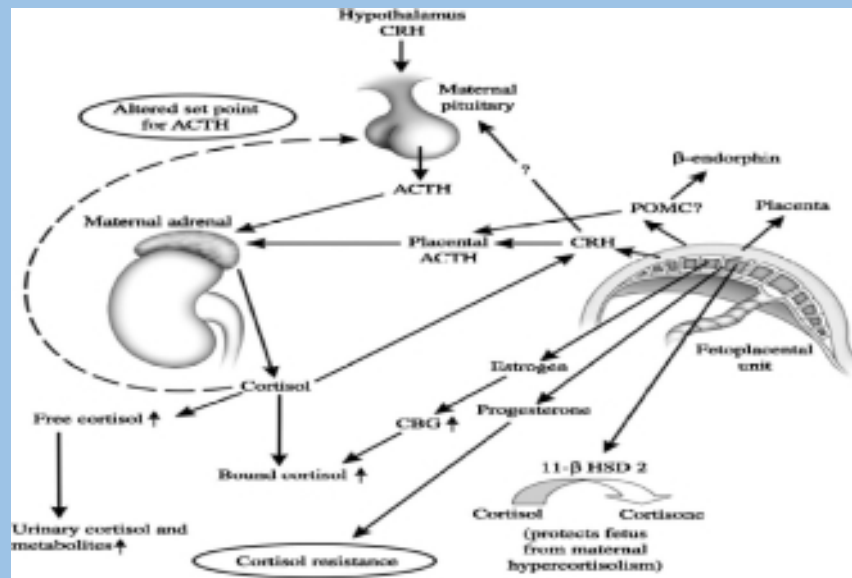 Hypothalamus
CRH
Maternal
pituitary
Altered set point
for ACTH
?
β-endorphin
ACTH
POMC?
Placenta
Maternal adrenal
Placental
ACTH
CRH
Fetoplacental
unit
Estrogen
Cortisol
Progesterone
Free cortisol ↑
CBG ↑
Bound cortisol ↑
11-β HSD 2
Cortisol
Cortisone
(protects fetus
from maternal
hypercortisolism)
Urinary cortisol and
metabolites ↑
Cortisol resistance